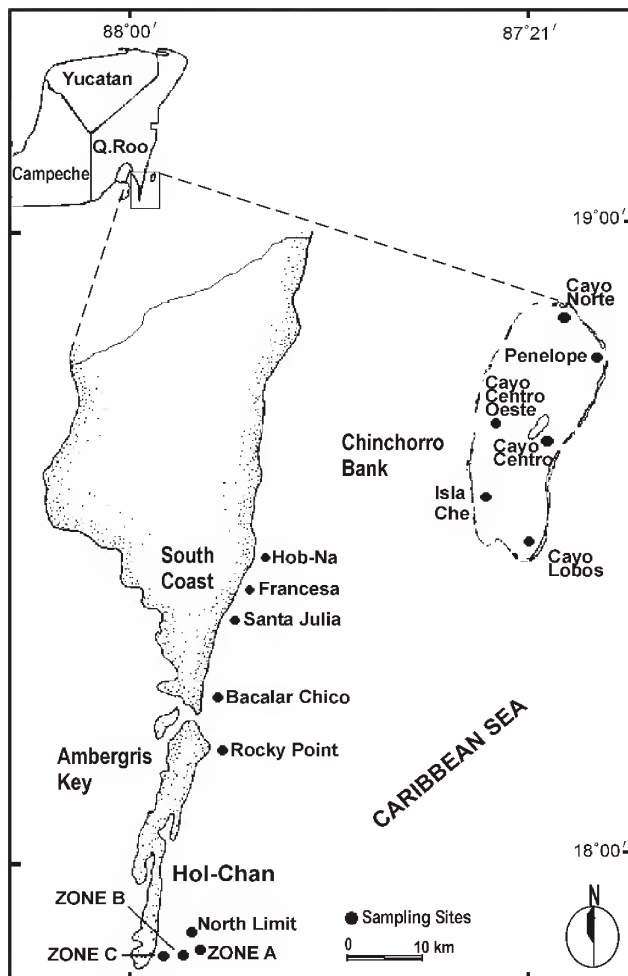 88°00′
87°21′
Yucatan
Q.Roo
Campeche
19°00′
Cayo
Norte
Penelope
Cayo
Centro
Oeste
Chinchorro
Bank
Cayo
Centro
Isla
Che
Cayo
Lobos
South
Coast
Hob-Na
Francesa
Santa Julia
Bacalar Chico
Ambergris
Key
Rocky Point
CARIBBEAN SEA
18°00′
Hol-Chan
ZONE B
North Limit
ZONE C
ZONE A
Sampling Sites
0 10 km
N